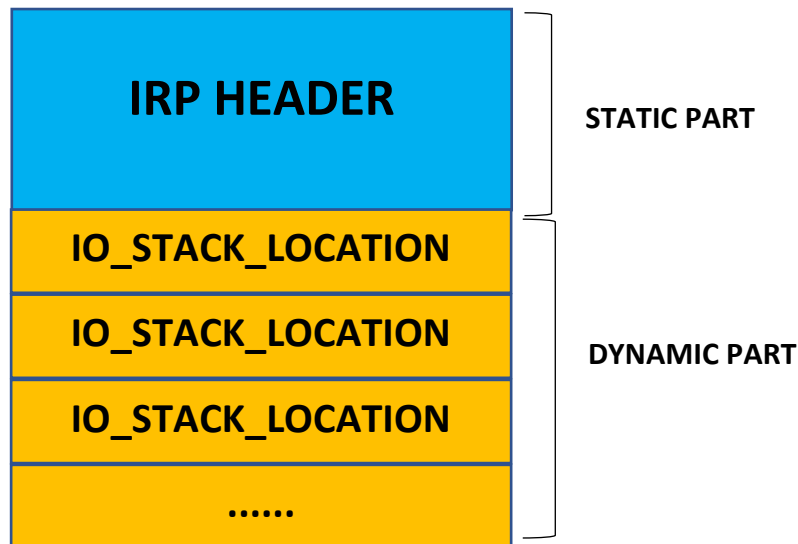 IRP HEADER
STATIC PART
IO_STACK_LOCATION
IO_STACK_LOCATION
DYNAMIC PART
IO_STACK_LOCATION
......